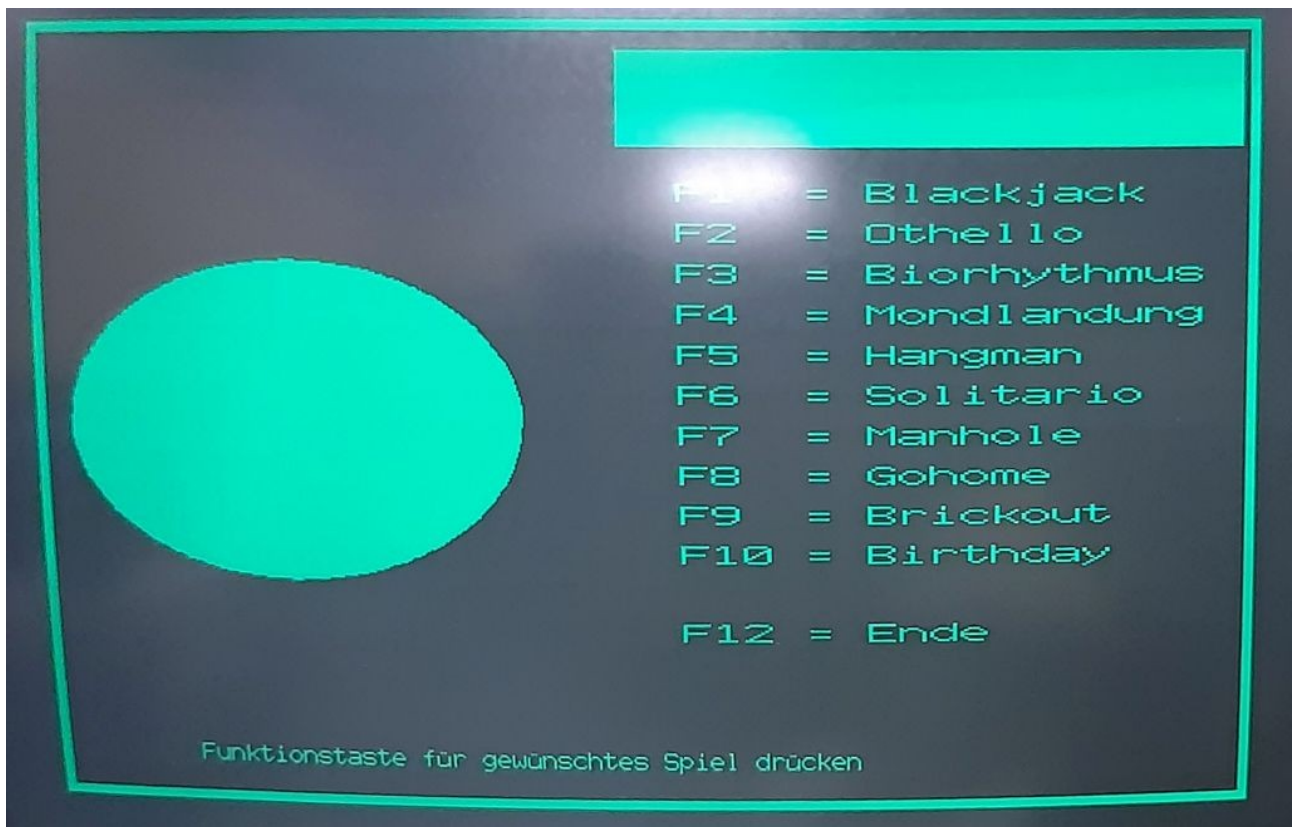 F1 = Blackjack
F2 = Othello
F3 = Biorhythmus
F4 = Mondlandung
F5 = Hangman
F6 = Solitario
F7 = Manhole
F8 = Gohome
F9 = Brickout
F10 = Birthday
F12 = Ende
Funktionstaste für gewünschtes Spiel drücken